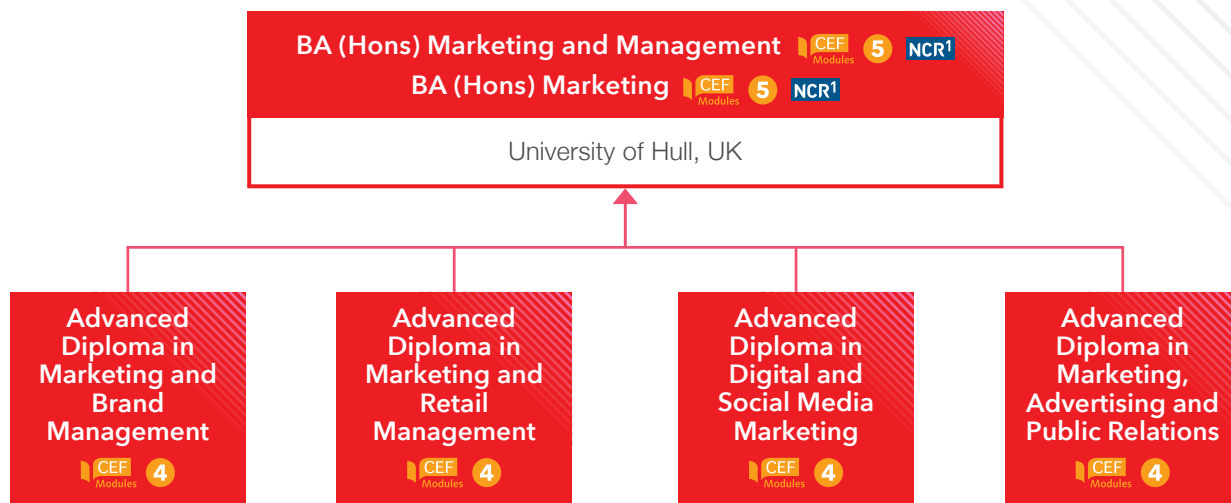 BA (Hons) Marketing and Management CEF Modules 5 NCR¹
BA (Hons) Marketing CEF Modules 5 NCR¹
University of Hull, UK
Advanced
Diploma in
Marketing and
Brand
Management
CEF Modules 4
Advanced
Diploma in
Marketing and
Retail
Management
CEF Modules 4
Advanced
Diploma in
Digital and
Social Media
Marketing
CEF Modules 4
Advanced
Diploma in
Marketing,
Advertising and
Public Relations
CEF Modules 4